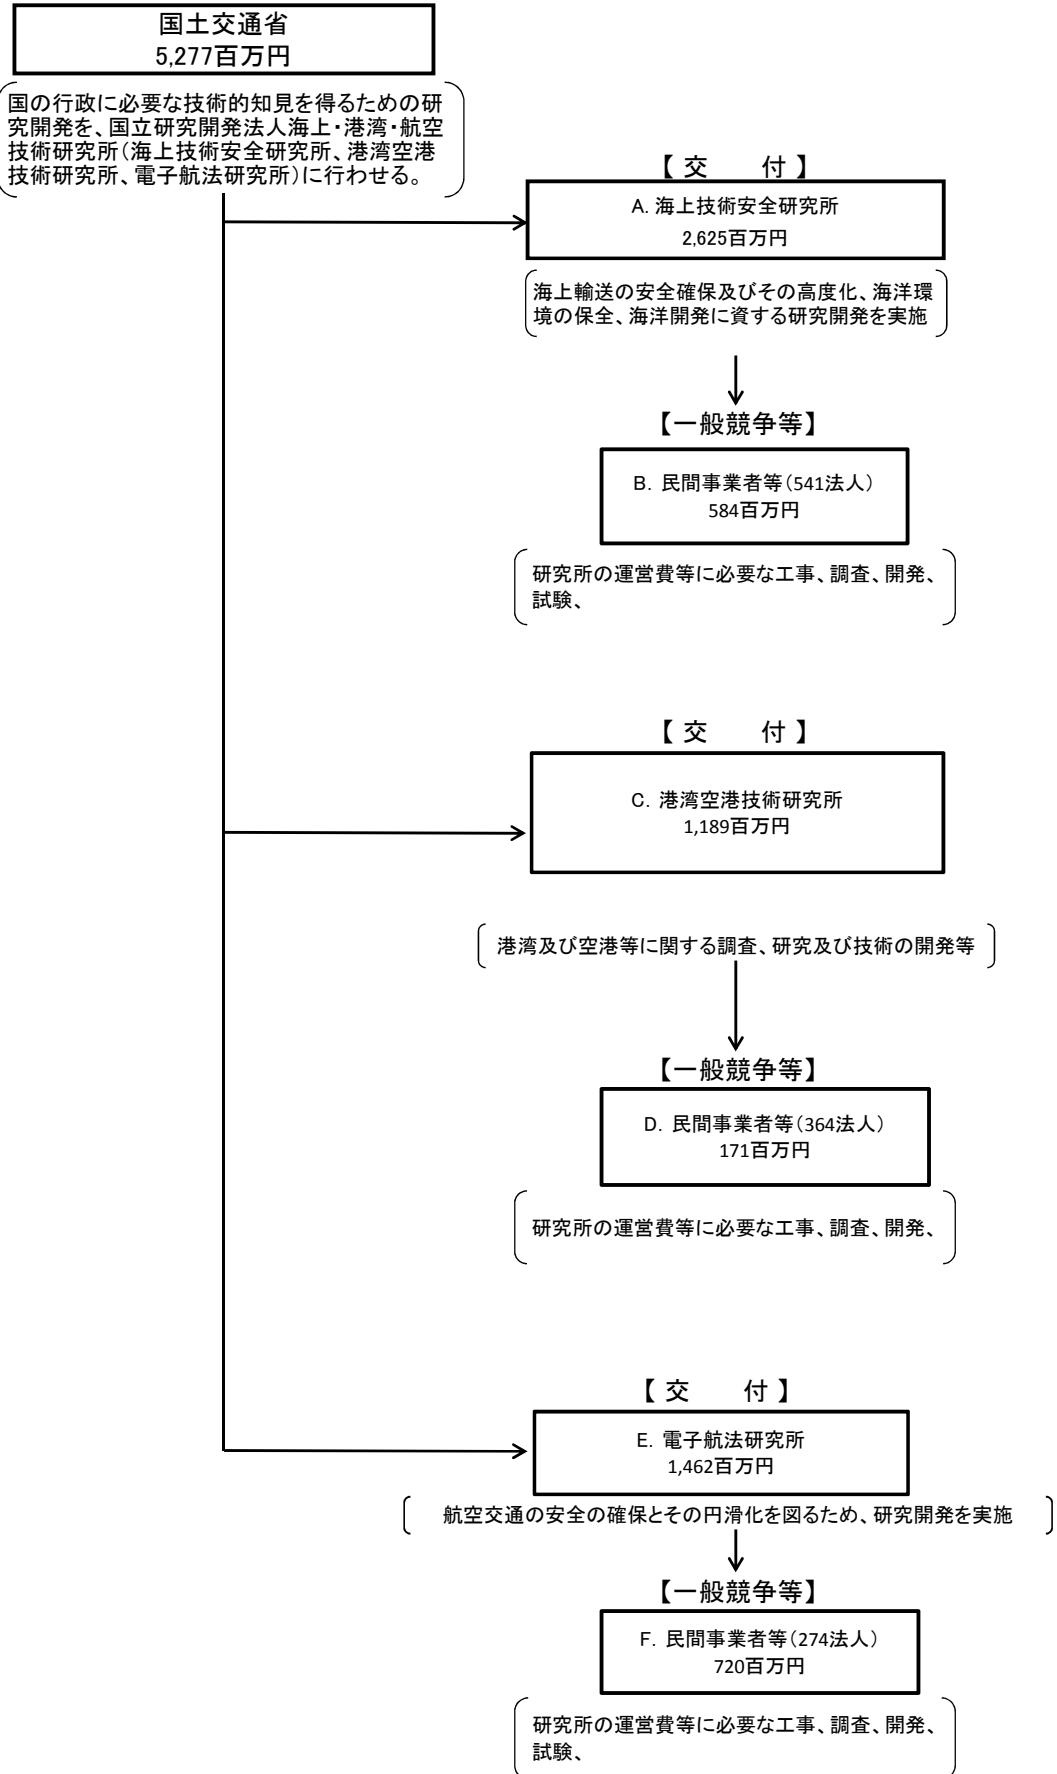 国土交通省
5,277百万円
国の行政に必要な技術的知見を得るための研
究開発を、国立研究開発法人海上・港湾・航空
技術研究所（海上技術安全研究所、港湾空港
技術研究所、電子航法研究所）に行わせる。
【 交　　付 】
A. 海上技術安全研究所
2,625百万円
海上輸送の安全確保及びその高度化、海洋環
境の保全、海洋開発に資する研究開発を実施
【一般競争等】
B. 民間事業者等（541法人）
584百万円
研究所の運営費等に必要な工事、調査、開発、
試験、
【 交　　付 】
C. 港湾空港技術研究所
1,189百万円
港湾及び空港等に関する調査、研究及び技術の開発等
【一般競争等】
D. 民間事業者等（364法人）
171百万円
研究所の運営費等に必要な工事、調査、開発、
【 交　　付 】
E. 電子航法研究所
1,462百万円
航空交通の安全の確保とその円滑化を図るため、研究開発を実施
【一般競争等】
F. 民間事業者等（274法人）
720百万円
研究所の運営費等に必要な工事、調査、開発、
試験、